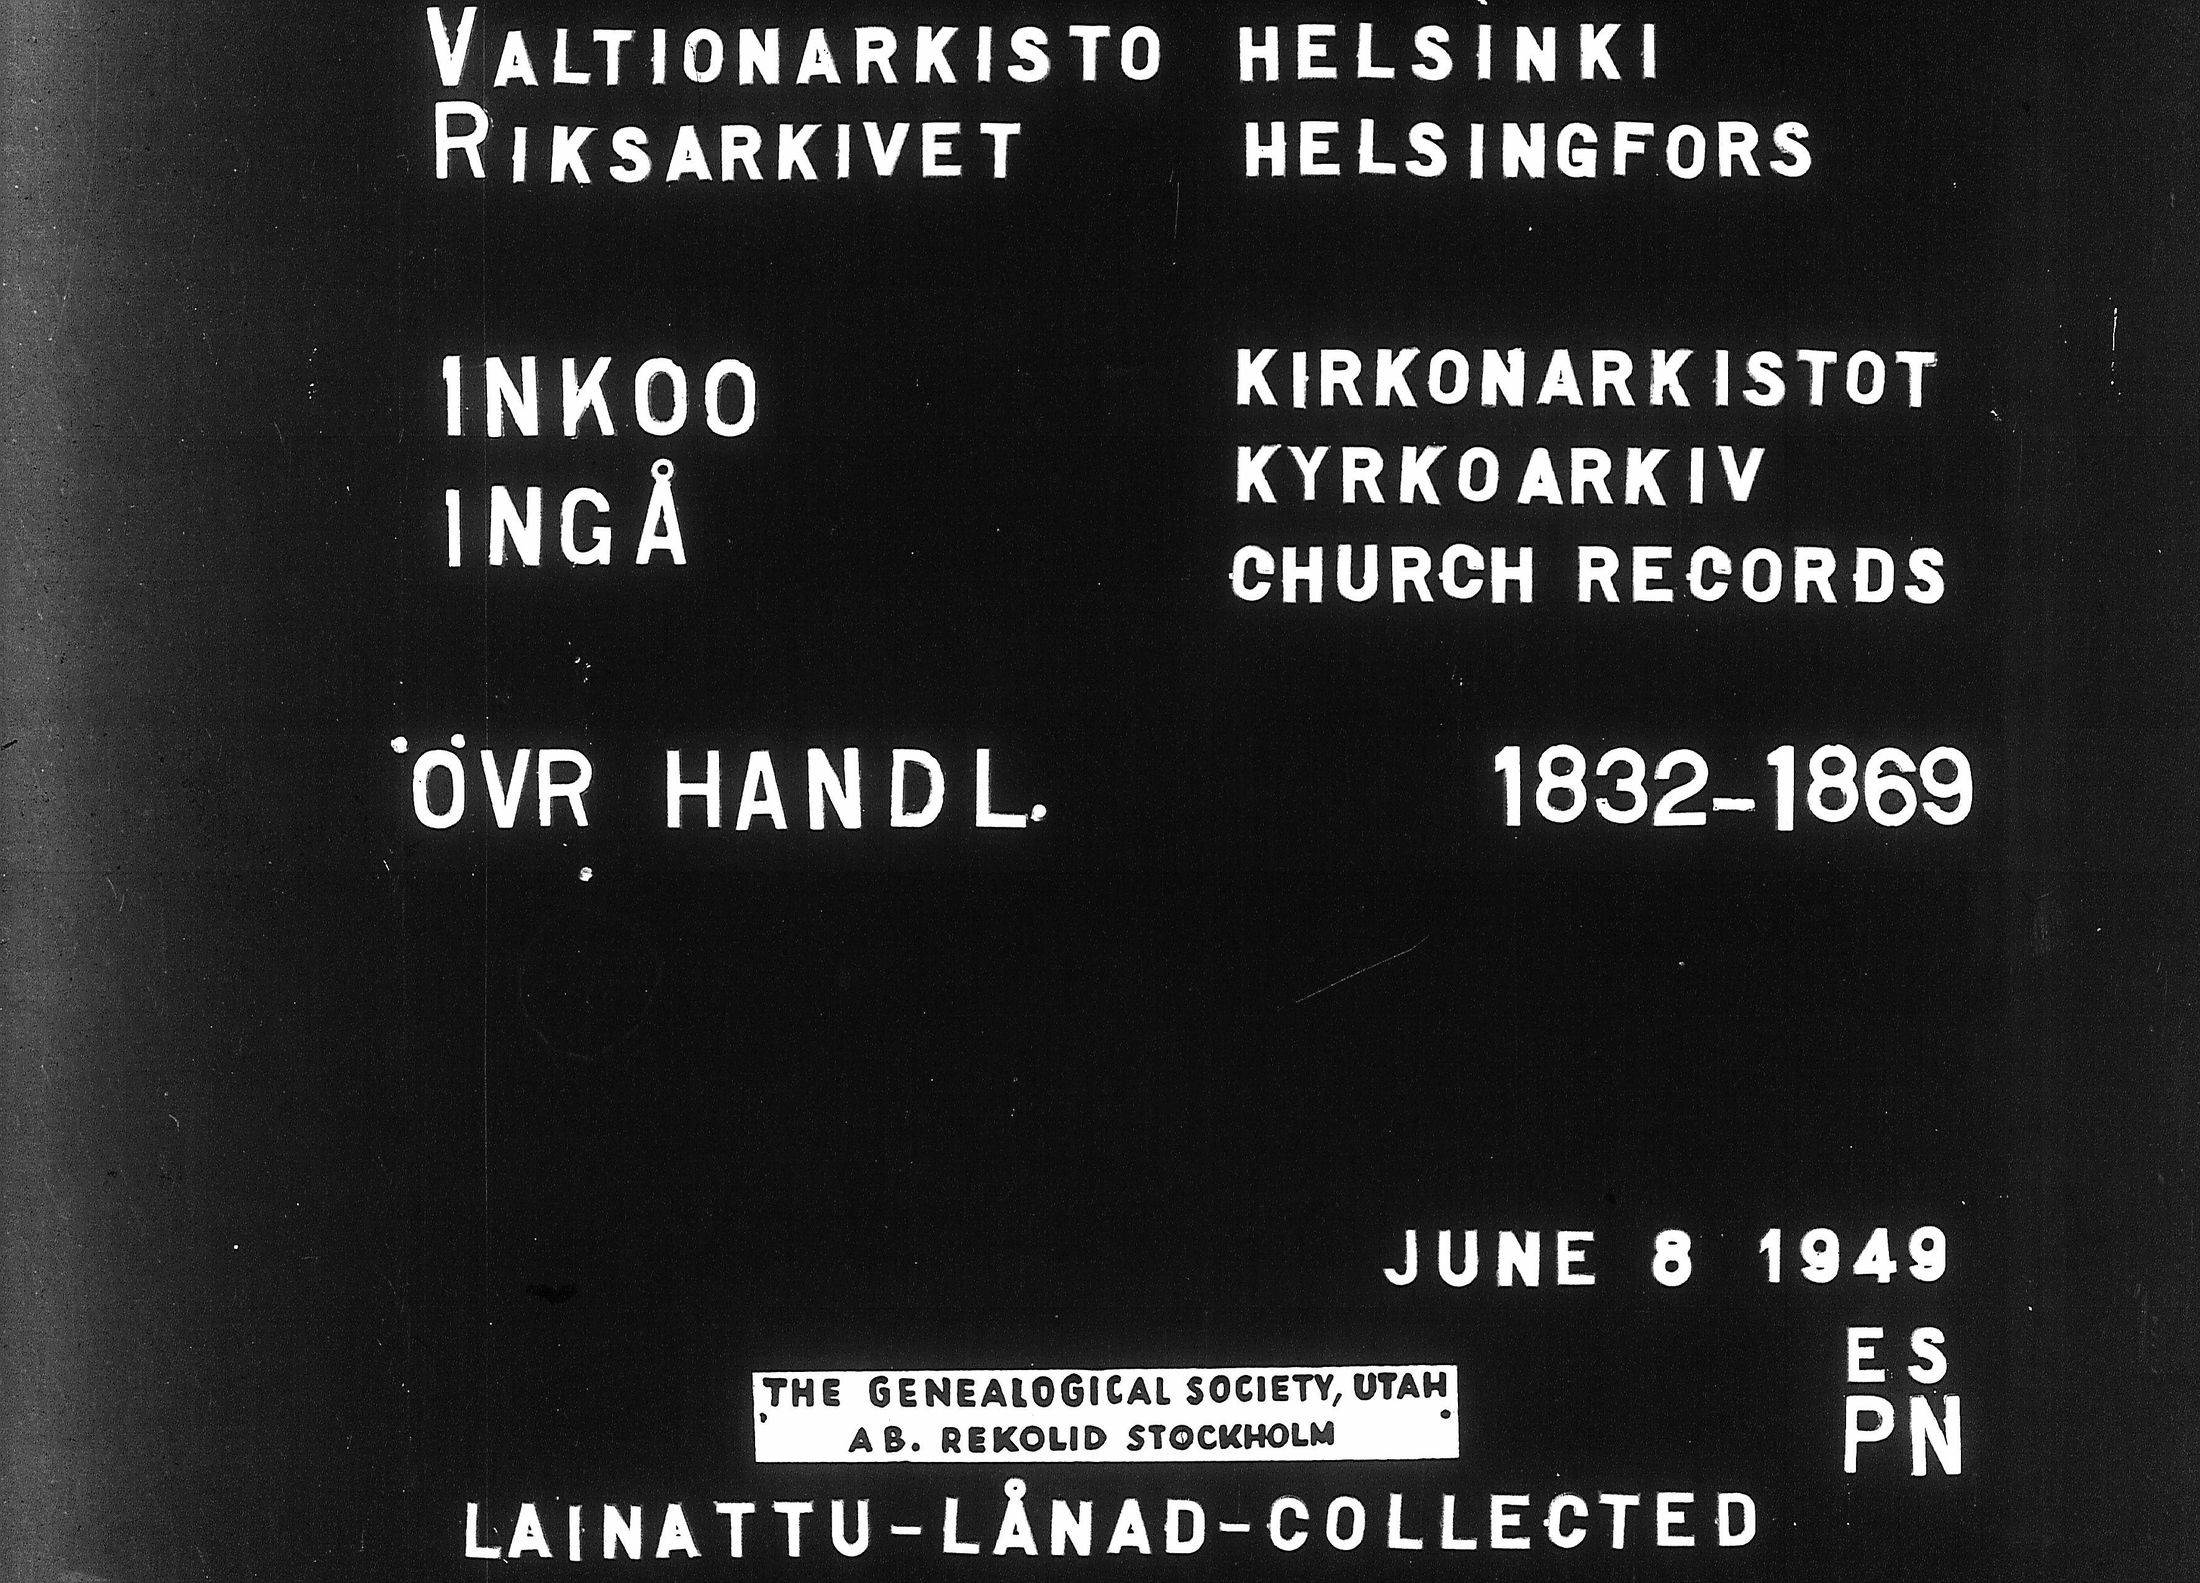 VALTIONARKISTO HELSINKI
RIKSARKIVET HELSINGFORS
INKOO
INGÅ
KIRKONARKISTOT
KYRKOARKIV
CHURCH RECORDS
ÖVR HANDL. 1832-1869
JUNE 8 1949
ES
PN
THE GENEALOGICAL SOCIETY, UTAH
AB. REKOLID STOCKHOLM
LAINATTU-LÅNAD-COLLECTED